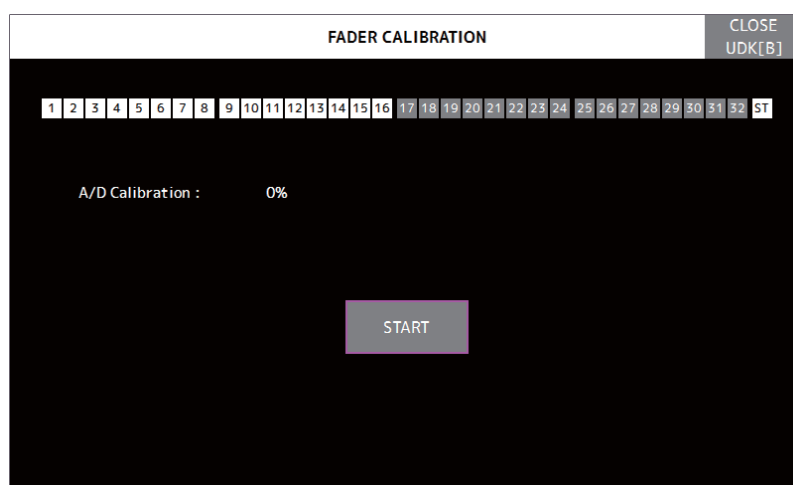 FADER CALIBRATION
CLOSE
UDK[B]
1 2 3 4 5 6 7 8 9 10 11 12 13 14 15 16 17 18 19 20 21 22 23 24 25 26 27 28 29 30 31 32 ST
A/D Calibration : 0%
START